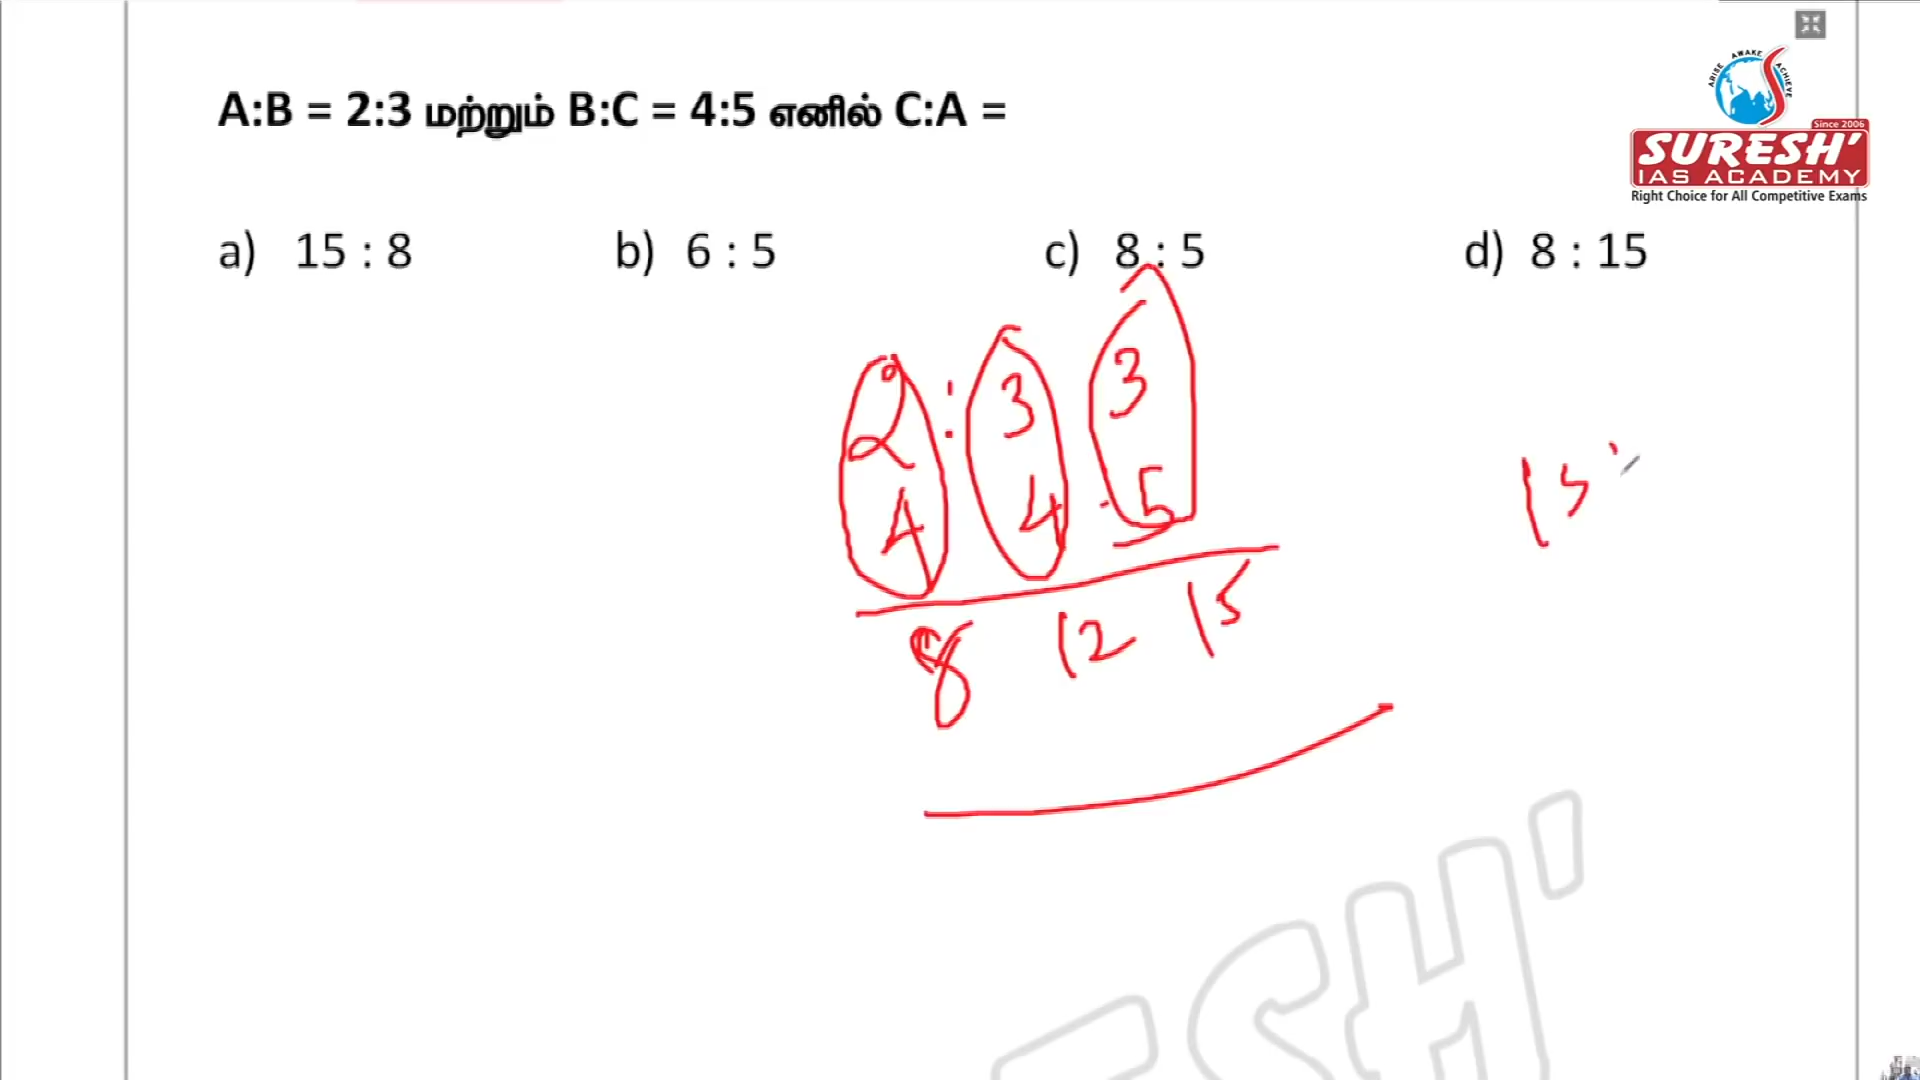 A:B = 2:3 மற்றும் B:C = 4:5 எனில் C:A =
ARISE AWAKE ACHIEVE
Since 2006
SURESH'
IAS ACADEMY
Right Choice for All Competitive Exams
a) 15 : 8 b) 6 : 5 c) 8 : 5 d) 8 : 15
2 : 3 3
4 4 5
15 :
8 12 15
ESH'